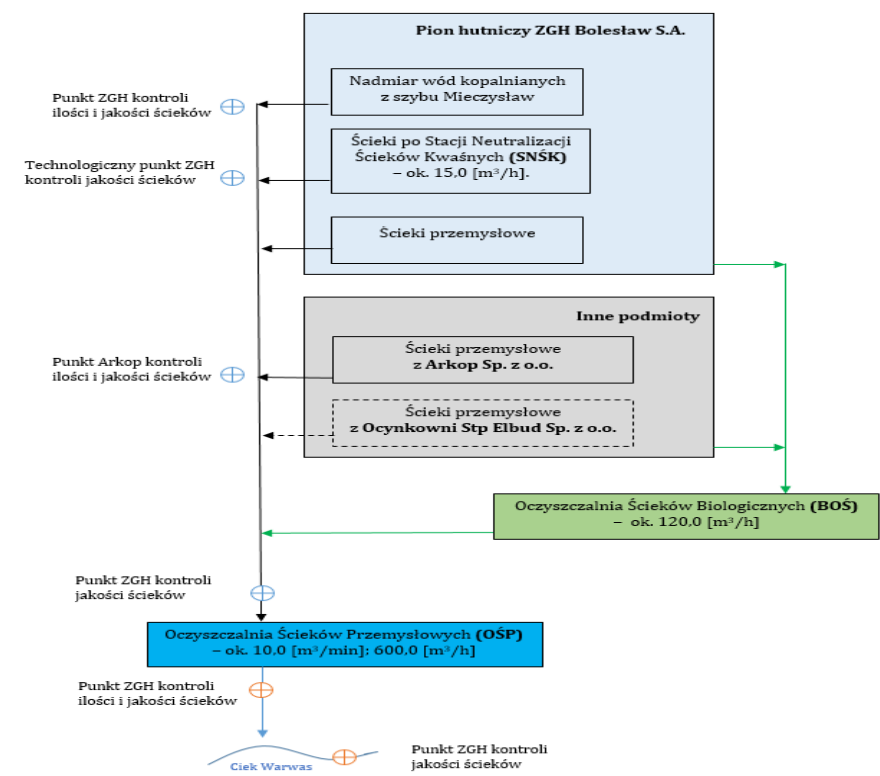 Pion hutniczy ZGH Bolesław S.A.
Nadmiar wód kopalnianych
z szybu Mieczysław
Punkt ZGH kontroli
ilości i jakości ścieków
Ścieki po Stacji Neutralizacji
Ścieków Kwaśnych (SNŚK)
– ok. 15,0 [m³/h].
Technologiczny punkt ZGH
kontroli jakości ścieków
Ścieki przemysłowe
Inne podmioty
Ścieki przemysłowe
z Arkop Sp. z o.o.
Punkt Arkop kontroli
ilości i jakości ścieków
Ścieki przemysłowe
z Ocynkowni Stp Elbud Sp. z o.o.
Oczyszczalnia Ścieków Biologicznych (BOŚ)
– ok. 120,0 [m³/h]
Punkt ZGH kontroli
jakości ścieków
Oczyszczalnia Ścieków Przemysłowych (OŚP)
– ok. 10,0 [m³/min]; 600,0 [m³/h]
Punkt ZGH kontroli
ilości i jakości ścieków
Ciek Warwas
Punkt ZGH kontroli
jakości ścieków